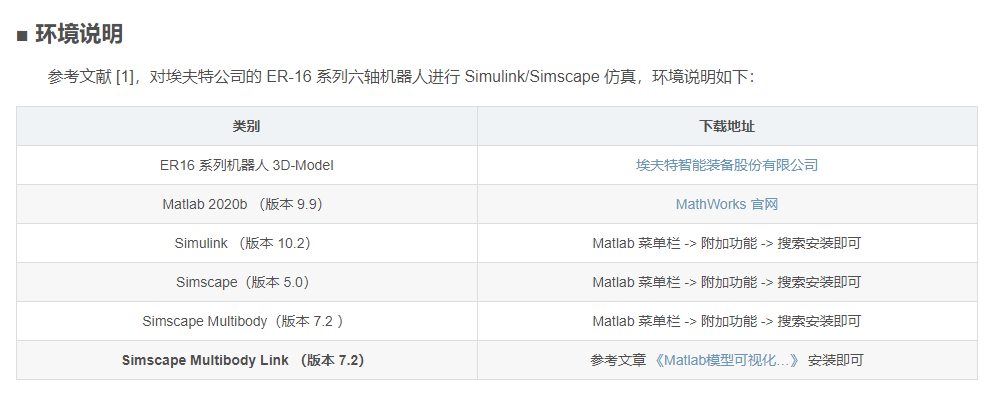 ■ 环境说明
参考文献 [1]，对埃夫特公司的 ER-16 系列六轴机器人进行 Simulink/Simscape 仿真，环境说明如下：
类别 下载地址
ER16 系列机器人 3D-Model 埃夫特智能装备股份有限公司
Matlab 2020b （版本 9.9） MathWorks 官网
Simulink （版本 10.2） Matlab 菜单栏 -> 附加功能 -> 搜索安装即可
Simscape（版本 5.0） Matlab 菜单栏 -> 附加功能 -> 搜索安装即可
Simscape Multibody（版本 7.2 ） Matlab 菜单栏 -> 附加功能 -> 搜索安装即可
Simscape Multibody Link （版本 7.2） 参考文章 《Matlab模型可视化…》 安装即可